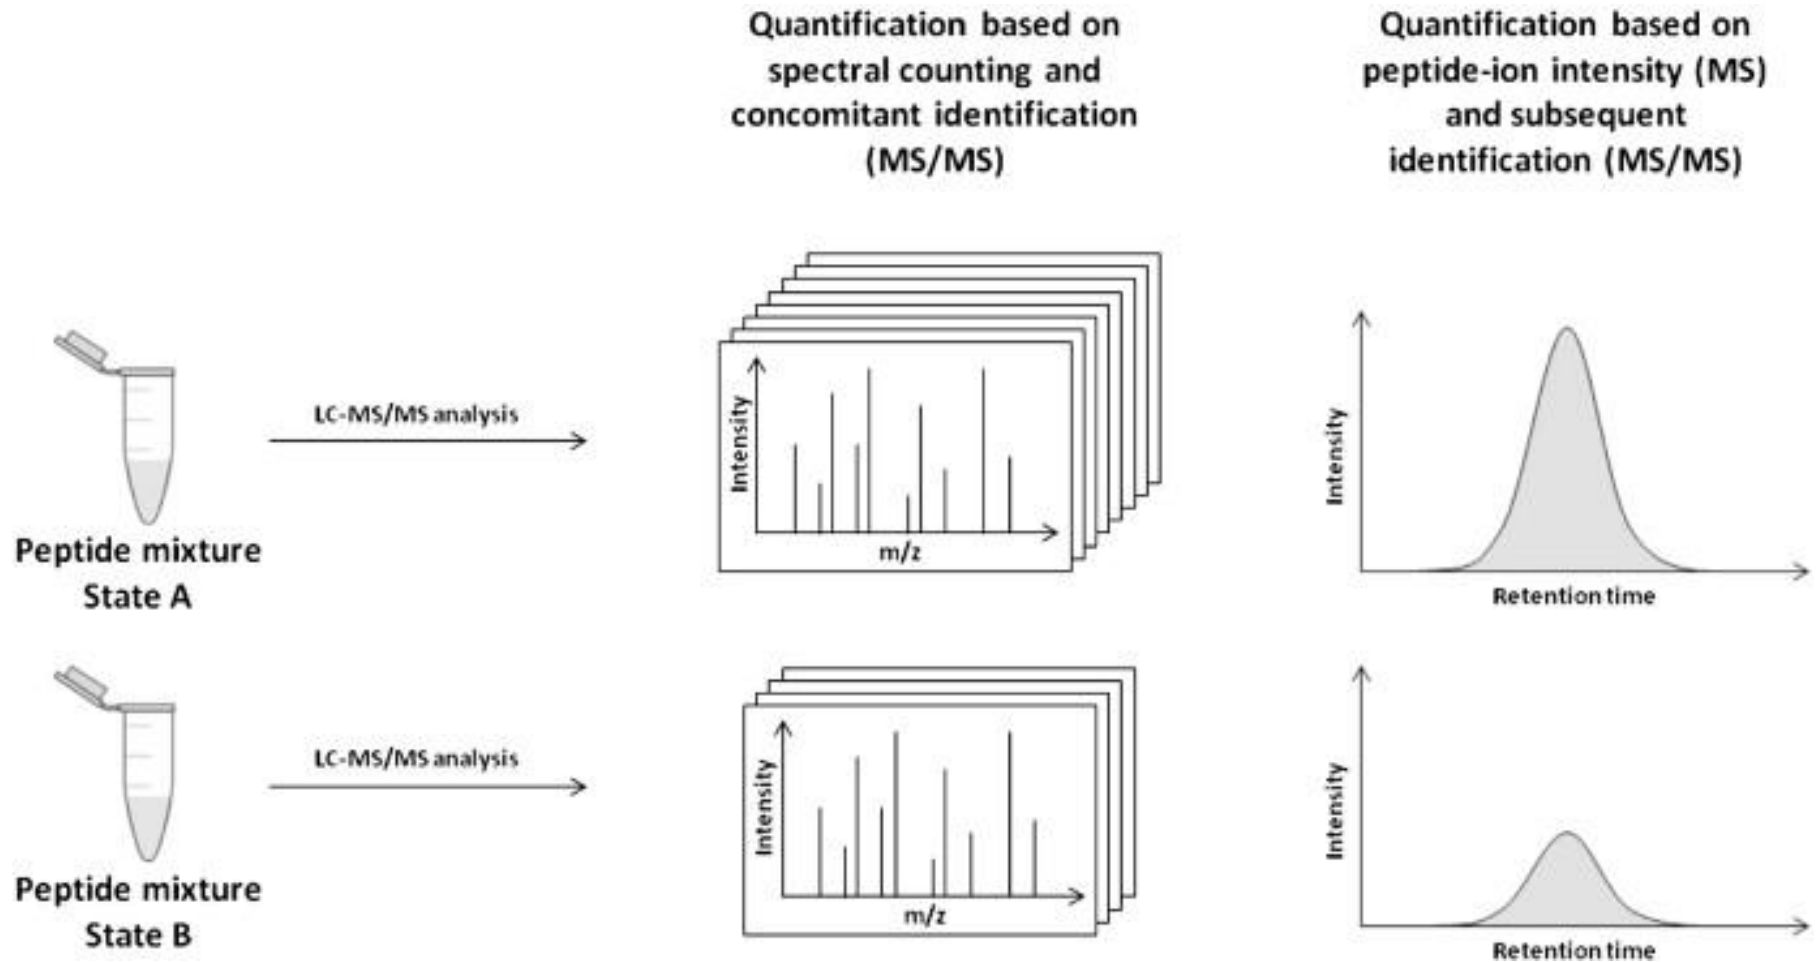 Quantification based on
spectral counting and
concomitant identification
(MS/MS)
Quantification based on
peptide-ion intensity (MS)
and subsequent
identification (MS/MS)
LC-MS/MS analysis
Peptide mixture
State A
Intensity
m/z
Intensity
Retention time
LC-MS/MS analysis
Peptide mixture
State B
Intensity
m/z
Intensity
Retention time